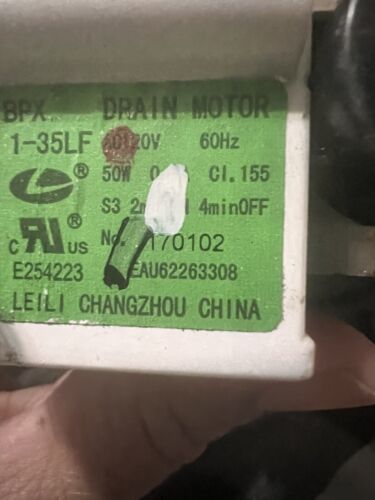 BPX DRAIN MOTOR
1-35LF 120V 60Hz
50W Cl.155
S3 4minOFF
®
®
c US No. 170102
E254223 EAU62263308
LEILI CHANGZHOU CHINA